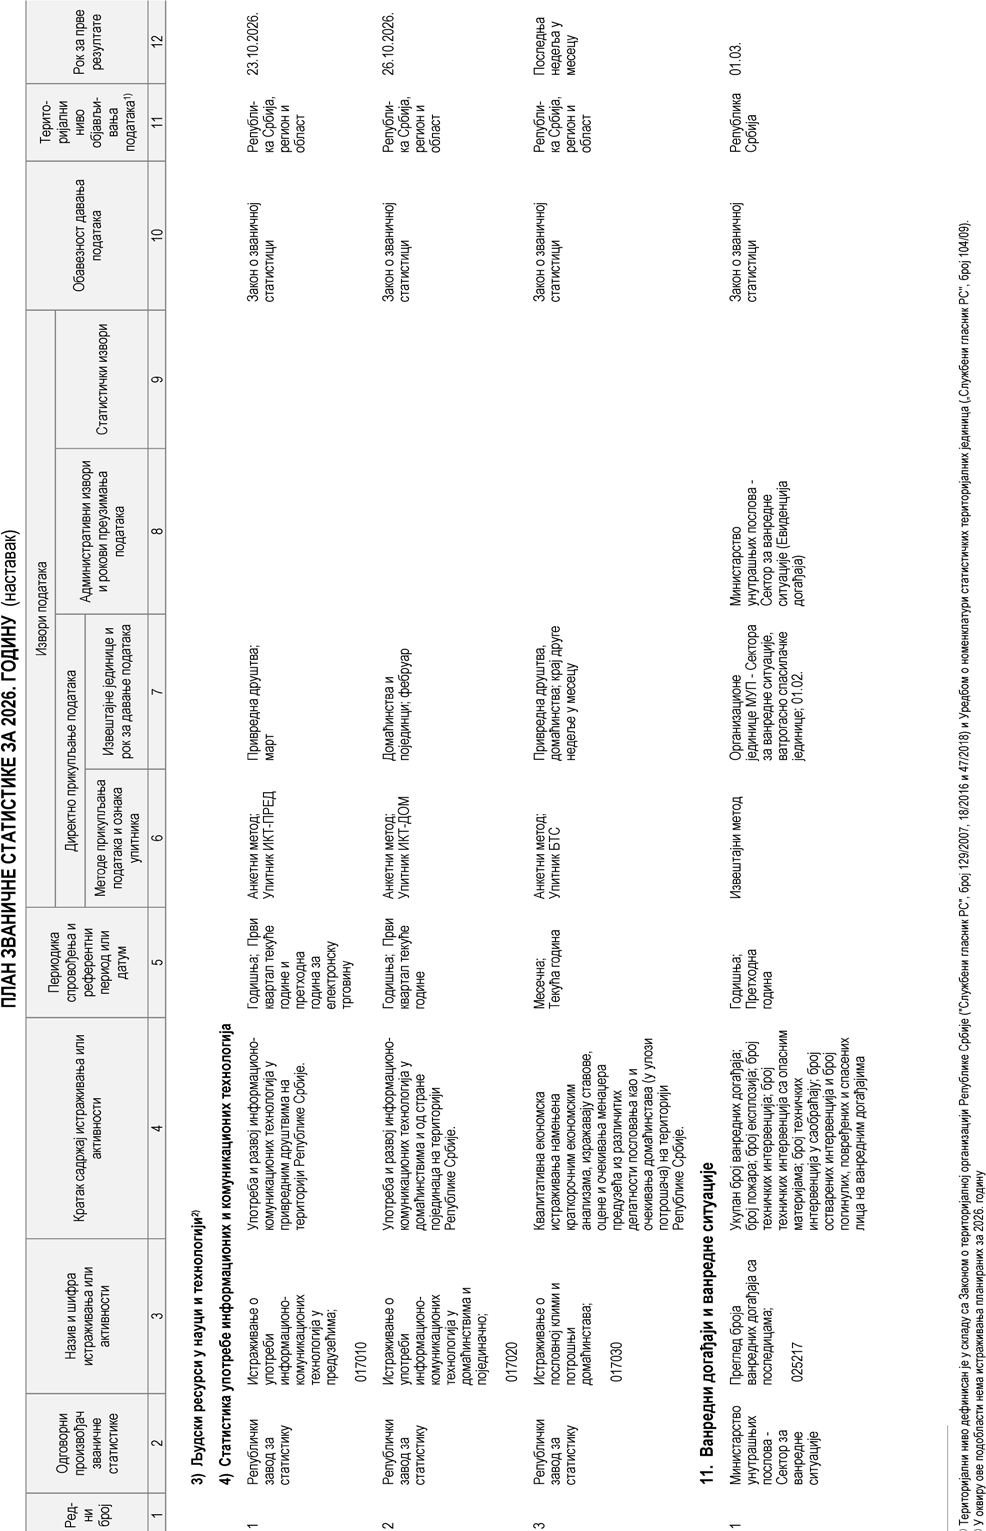 ПЛАН ЗВАНИЧНЕ СТАТИСТИКЕ ЗА 2026. ГОДИНУ (наставак)
Ред-
ни
број
Одговорни
произвођач
званичне
статистике
Назив и шифра
истраживања или
активности
Кратак садржај истраживања или
активности
Периодика
спровођења и
референтни
период или
датум
Извори података
Директно прикупљање података
Методе прикупљања
података и ознака
упитника
Извештајне јединице и
рок за давање података
Административни извори
и рокови преузимања
података
Статистички извори
Обавезност давања
података
Терито-
ријални
ниво
објављи-
вања
података1)
Рок за прве
резултате
1 2 3 4 5 6 7 8 9 10 11 12
3) Људски ресурси у науци и технологији2)
4) Статистика употребе информационих и комуникационих технологија
1
Републички
завод за
статистику
Истраживање о
употреби
информационо-
комуникационих
технологија у
предузећима;
017010
Употреба и развој информационо-
комуникационих технологија у
привредним друштвима на
територији Републике Србије.
Годишња; Први
квартал текуће
године и
претходна
година за
електронску
трговину
Анкетни метод;
Упитник ИКТ-ПРЕД
Привредна друштва;
март
Закон о званичној
статистици
Републи-
ка Србија,
регион и
област
23.10.2026.
2
Републички
завод за
статистику
Истраживање о
употреби
информационо-
комуникационих
технологија у
домаћинствима и
појединачно;
017020
Употреба и развој информационо-
комуникационих технологија у
домаћинствима и од стране
појединаца на територији
Републике Србије.
Годишња; Први
квартал текуће
године
Анкетни метод;
Упитник ИКТ-ДОМ
Домаћинства и
појединци; фебруар
Закон о званичној
статистици
Републи-
ка Србија,
регион и
област
26.10.2026.
3
Републички
завод за
статистику
Истраживање о
пословној клими и
потрошњи
домаћинстава;
017030
Квалитативна економска
истраживања намењена
краткорочним економским
анализама, изражавају ставове,
оцене и очекивања менаџера
предузећа из различитих
делатности пословања као и
очекивања домаћинстава (у улози
потрошача) на територији
Републике Србије.
Месечна;
Текућа година
Анкетни метод;
Упитник БТС
Привредна друштва,
домаћинства; крај друге
недеље у месецу
Закон о званичној
статистици
Републи-
ка Србија,
регион и
област
Последња
недеља у
месецу
11. Ванредни догађаји и ванредне ситуације
1
Министарство
унутрашњих
послова -
Сектор за
ванредне
ситуације
Преглед броја
ванредних догађаја са
последицама;
025217
Укупан број ванредних догађаја;
број пожара; број експлозија; број
техничких интервенција; број
техничких интервенција са опасним
материјама; број техничких
интервенција у саобраћају; број
остварених интервенција и број
погинулих, повређених и спасених
лица на ванредним догађајима
Годишња;
Претходна
година
Извештајни метод
Организационе
јединице МУП - Сектора
за ванредне ситуације,
ватрогасно спасилачке
јединице; 01.02.
Министарство
унутрашњих послова -
Сектор за ванредне
ситуације (Евиденција
догађаја)
Закон о званичној
статистици
Република
Србија
01.03.
) Територијални ниво дефинисан је у складу са Законом о територијалној организацији Републике Србије ("Службени гласник РС", број 129/2007, 18/2016 и 47/2018) и Уредбом о номенклатури статистичких територијалних јединица („Службени гласник РС", број 104/09).
) У оквиру ове подобласти нема истраживања планираних за 2026. годину